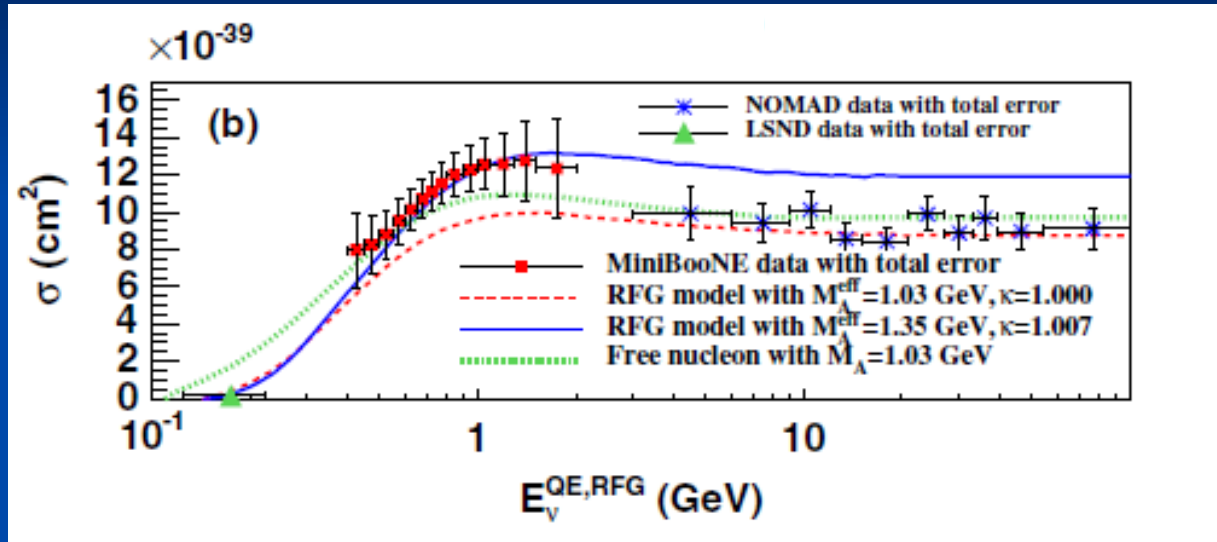 ×10⁻³⁹
16
14
12
10
8
6
4
2
0
σ (cm²)
(b)
NOMAD data with total error
LSND data with total error
MiniBooNE data with total error
RFG model with M_A^eff=1.03 GeV, κ=1.000
RFG model with M_A^eff=1.35 GeV, κ=1.007
Free nucleon with M_A=1.03 GeV
10⁻¹ 1 10
E_ν^QE,RFG (GeV)